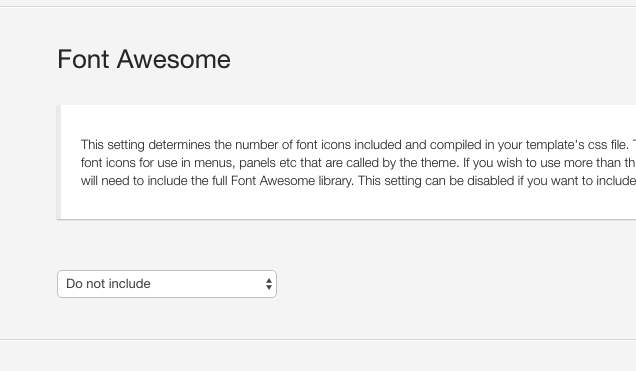 Font Awesome
This setting determines the number of font icons included and compiled in your template's css file.
font icons for use in menus, panels etc that are called by the theme. If you wish to use more than
will need to include the full Font Awesome library. This setting can be disabled if you want to include
Do not include